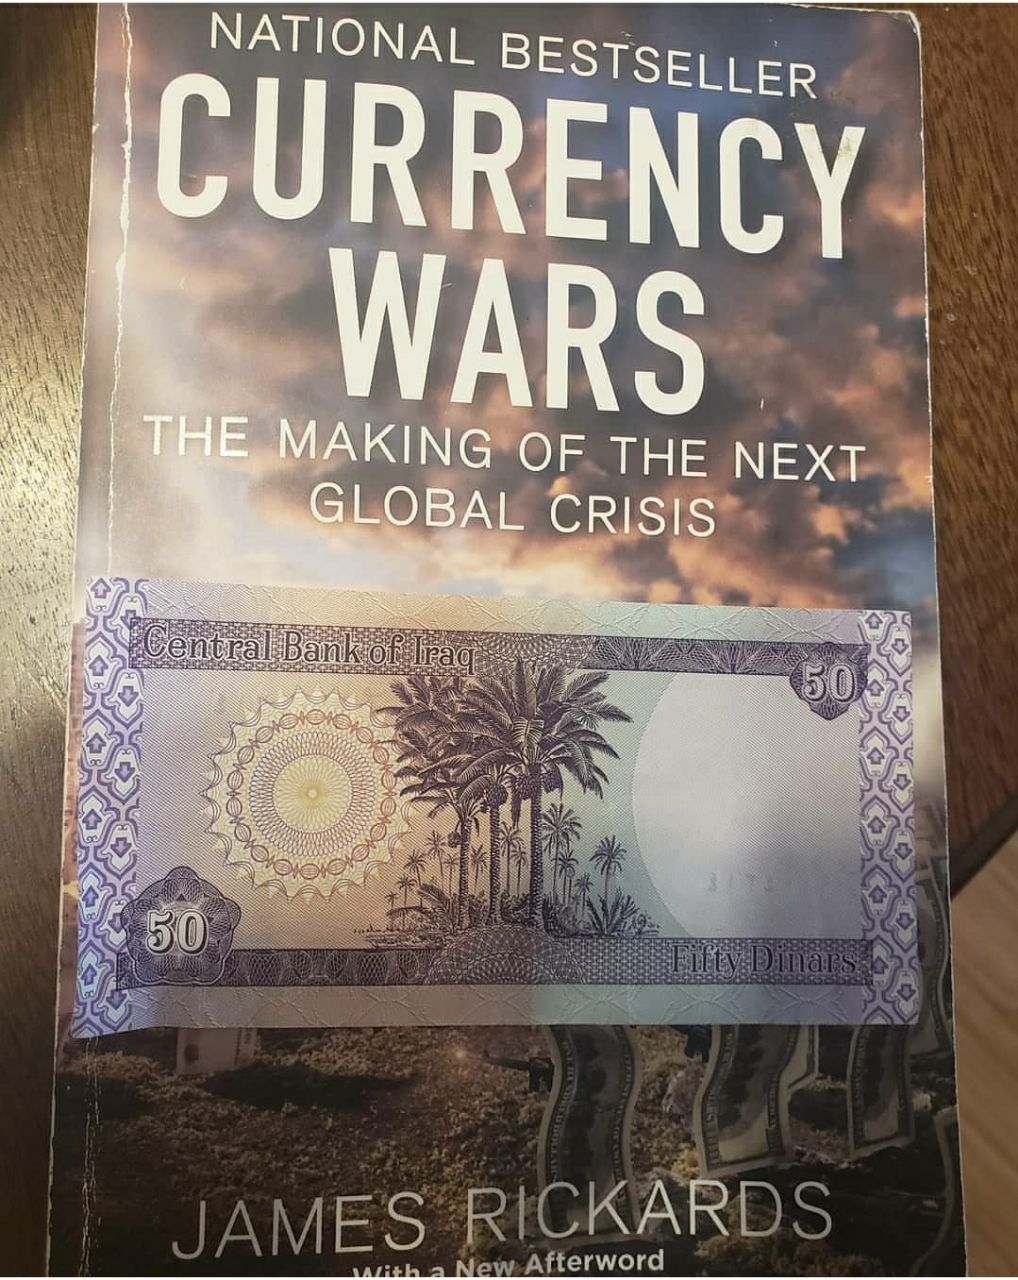 NATIONAL BESTSELLER
CURRENCY
WARS
THE MAKING OF THE NEXT
GLOBAL CRISIS
Central Bank of Iraq
50
50
Fifty Dinars
JAMES RICKARDS
With a New Afterword